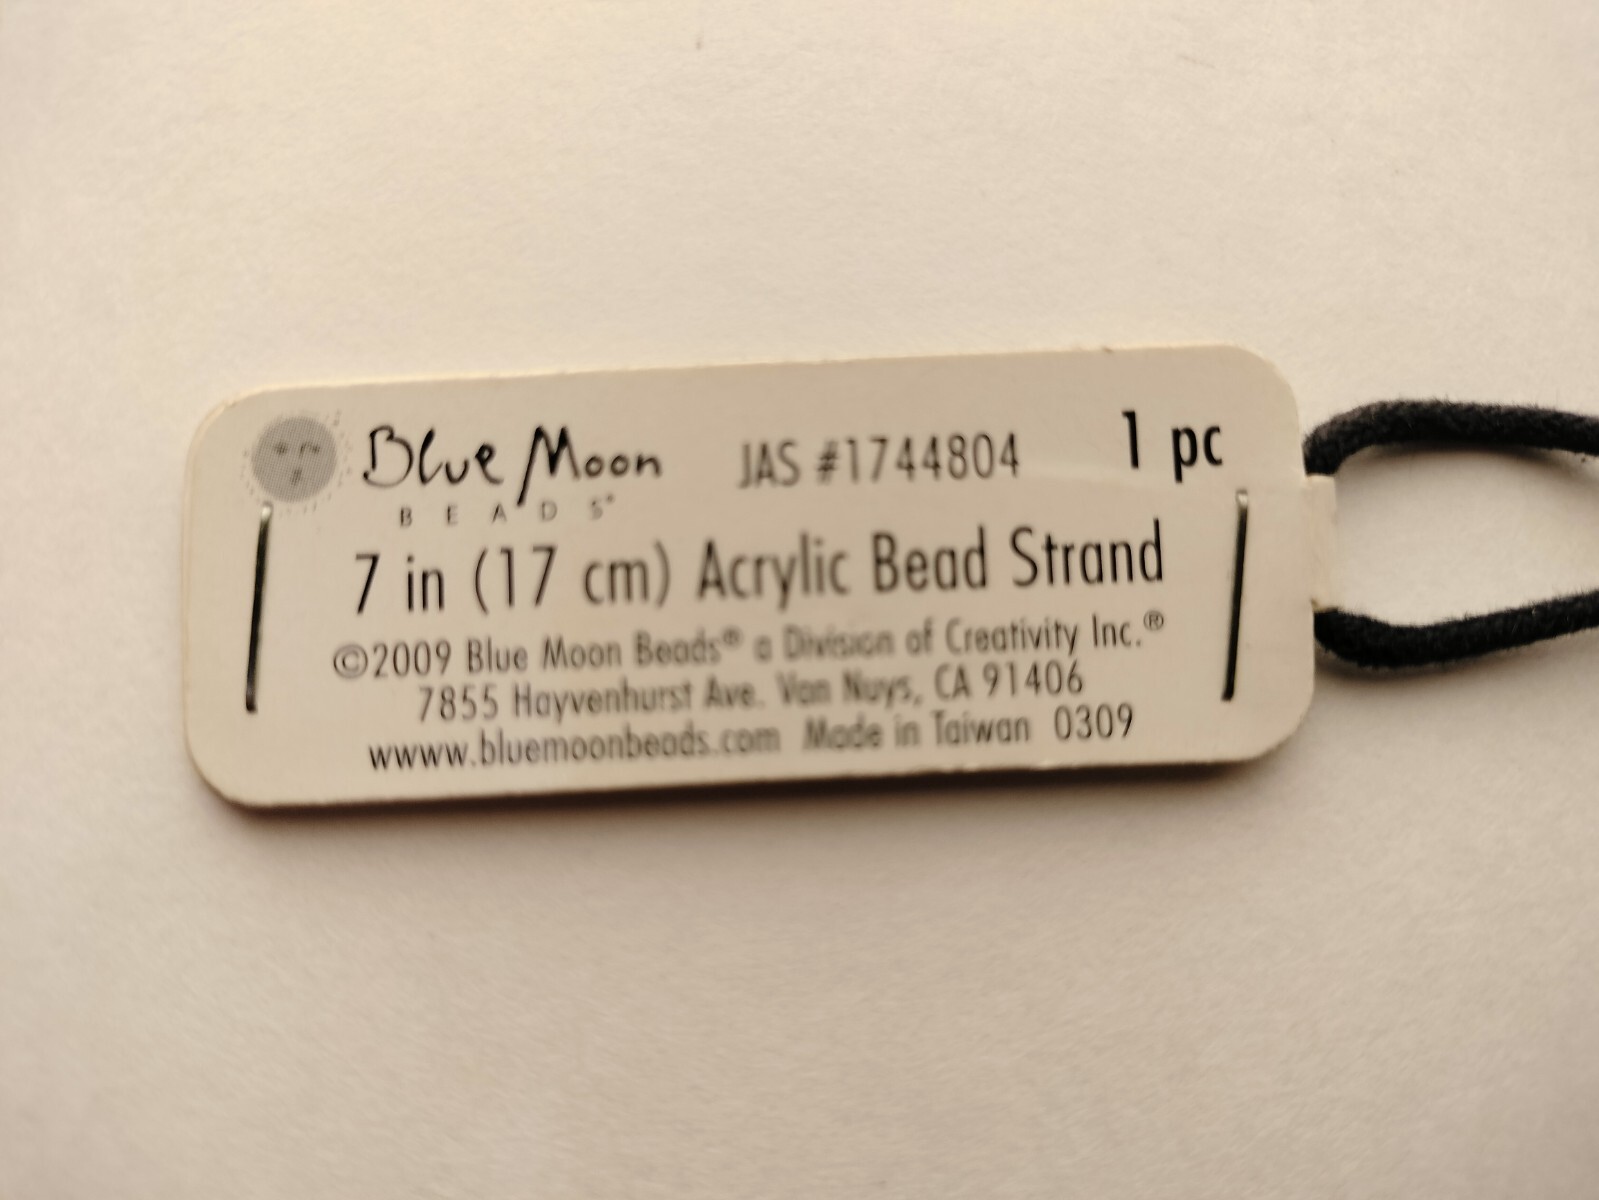 Blue Moon JAS #1744804 1 pc
BEADS®
7 in (17 cm) Acrylic Bead Strand
©2009 Blue Moon Beads® a Division of Creativity Inc.®
7855 Hayvenhurst Ave. Van Nuys, CA 91406
www.bluemoonbeads.com Made in Taiwan 0309